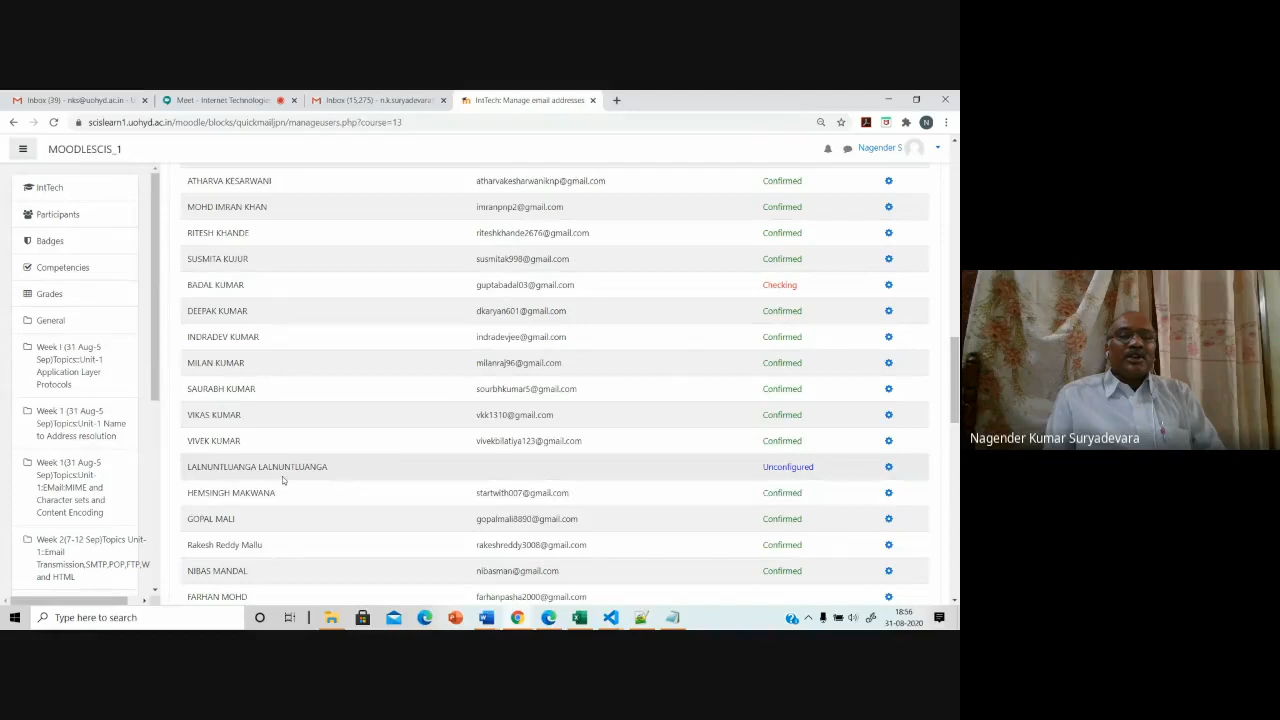 Inbox (39) - nks@uohyd.ac.in - U
Meet - Internet Technologie
Inbox (15,275) - n.k.suryadevara
IntTech: Manage email addresses
scislearn1.uohyd.ac.in/moodle/blocks/quickmailjpn/manageusers.php?course=13
MOODLESCIS_1
Nagender S
IntTech
Participants
Badges
Competencies
Grades
General
Week I (31 Aug-5
Sep)Topics:Unit-1
Application Layer
Protocols
Week 1 (31 Aug-5
Sep)Topics:Unit-1 Name
to Address resolution
Week 1(31 Aug-5
Sep)Topics:Unit-
1:EMail:MIME and
Character sets and
Content Encoding
Week 2(7-12 Sep)Topics Unit-
1::Email
Transmission,SMTP,POP,FTP,W
and HTML
ATHARVA KESARWANI atharvakesharwaniknp@gmail.com Confirmed
MOHD IMRAN KHAN imranpnp2@gmail.com Confirmed
RITESH KHANDE riteshkhande2676@gmail.com Confirmed
SUSMITA KUJUR susmitak998@gmail.com Confirmed
BADAL KUMAR guptabadal03@gmail.com Checking
DEEPAK KUMAR dkaryan601@gmail.com Confirmed
INDRADEV KUMAR indradevjee@gmail.com Confirmed
MILAN KUMAR milanraj96@gmail.com Confirmed
SAURABH KUMAR sourbhkumar5@gmail.com Confirmed
VIKAS KUMAR vkk1310@gmail.com Confirmed
VIVEK KUMAR vivekbilatiya123@gmail.com Confirmed
LALNUNTLUANGA LALNUNTLUANGA Unconfigured
HEMSINGH MAKWANA startwith007@gmail.com Confirmed
GOPAL MALI gopalmali8890@gmail.com Confirmed
Rakesh Reddy Mallu rakeshreddy3008@gmail.com Confirmed
NIBAS MANDAL nibasman@gmail.com Confirmed
FARHAN MOHD farhanpasha2000@gmail.com
Type here to search
18:56
31-08-2020
Nagender Kumar Suryadevara